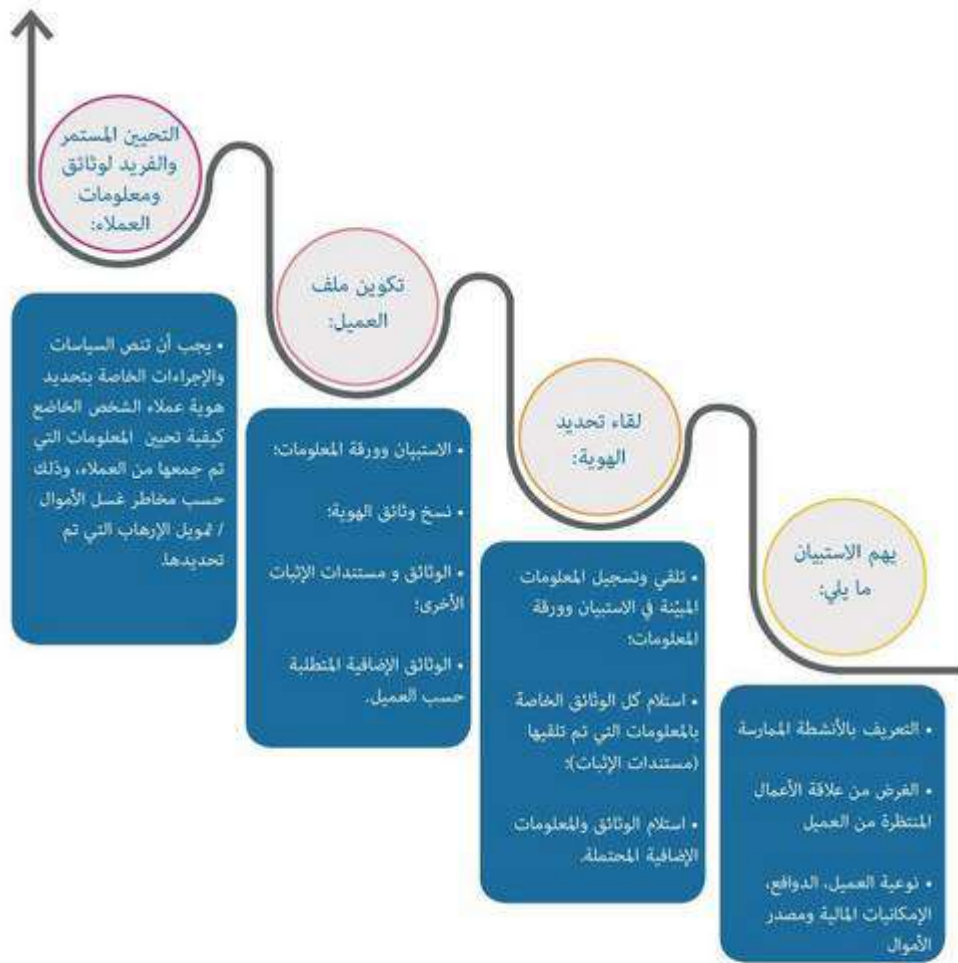 يهم الاستبيان
ما يلي:
• التعريف بالأنشطة الممارسة
• الغرض من علاقة الأعمال
المنتظرة من العميل
• نوعية العميل، الدوافع،
الإمكانيات المالية ومصدر
الأموال
لقاء تحديد
الهوية:
• تلقي وتسجيل المعلومات
المبيّنة في الاستبيان وورقة
المعلومات؛
• استلام كل الوثائق الخاصة
بالمعلومات التي تم تلقيها
(مستندات الإثبات)؛
• استلام الوثائق والمعلومات
الإضافية المحتملة.
تكوين ملف
العميل:
• الاستبيان وورقة المعلومات؛
• نسخ وثائق الهوية؛
• الوثائق و مستندات الإثبات
الأخرى؛
• الوثائق الإضافية المتطلبة
حسب العميل.
التحيين المستمر
والفريد لوثائق
ومعلومات
العملاء:
• يجب أن تنص السياسات
والإجراءات الخاصة بتحديد
هوية عملاء الشخص الخاضع
كيفية تحيين المعلومات التي
تم جمعها من العملاء، وذلك
حسب مخاطر غسل الأموال
/ تمويل الإرهاب التي تم
تحديدها.